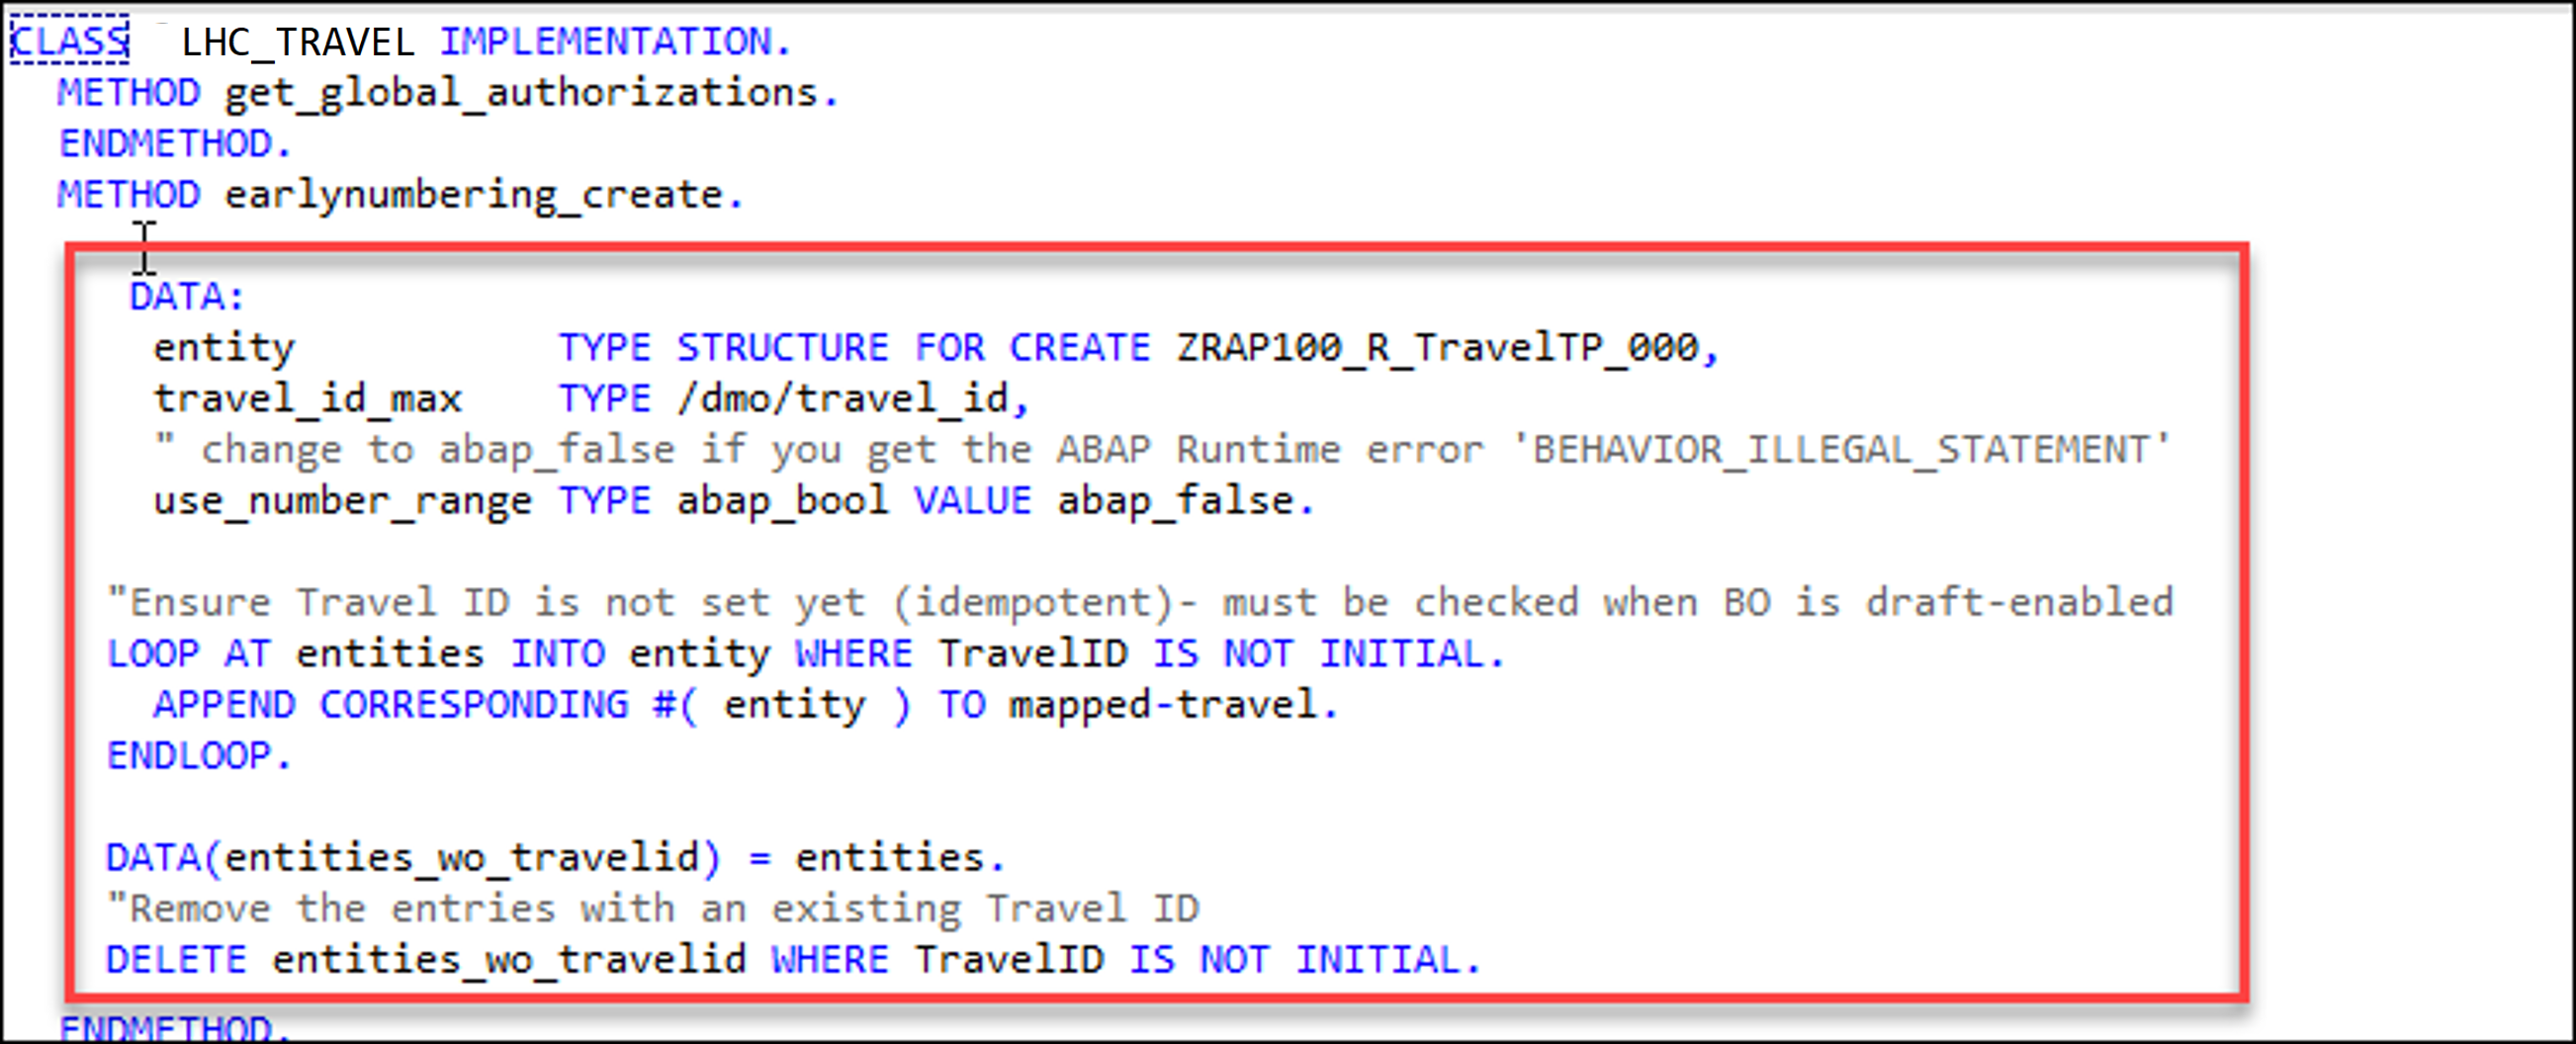 CLASS LHC_TRAVEL IMPLEMENTATION.
METHOD get_global_authorizations.
ENDMETHOD.
METHOD earlynumbering_create.
DATA:
entity TYPE STRUCTURE FOR CREATE ZRAP100_R_TravelTP_000,
travel_id_max TYPE /dmo/travel_id,
" change to abap_false if you get the ABAP Runtime error 'BEHAVIOR_ILLEGAL_STATEMENT'
use_number_range TYPE abap_bool VALUE abap_false.
"Ensure Travel ID is not set yet (idempotent)- must be checked when BO is draft-enabled
LOOP AT entities INTO entity WHERE TravelID IS NOT INITIAL.
APPEND CORRESPONDING #( entity ) TO mapped-travel.
ENDLOOP.
DATA(entities_wo_travelid) = entities.
"Remove the entries with an existing Travel ID
DELETE entities_wo_travelid WHERE TravelID IS NOT INITIAL.
ENDMETHOD.